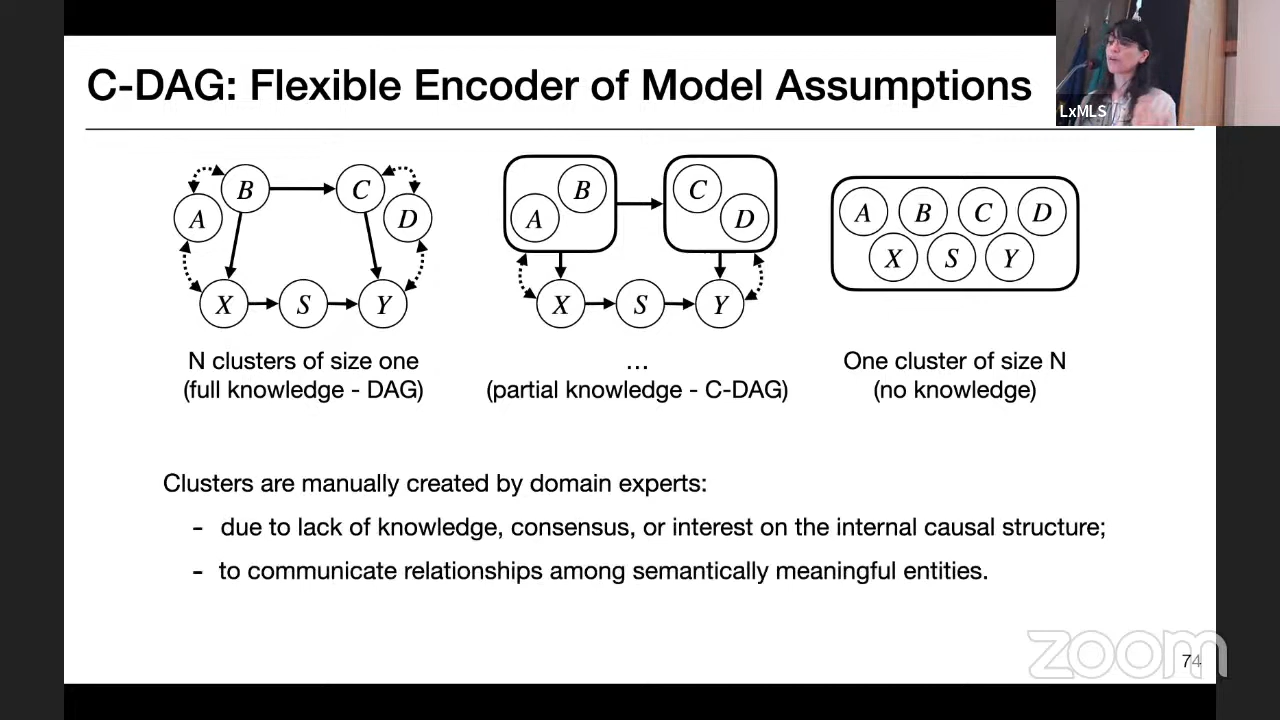 C-DAG: Flexible Encoder of Model Assumptions
LxMLS
B
C
A
D
X
S
Y
N clusters of size one
(full knowledge - DAG)
B
C
A
D
X
S
Y
...
(partial knowledge - C-DAG)
A
B
C
D
X
S
Y
One cluster of size N
(no knowledge)
Clusters are manually created by domain experts:
- due to lack of knowledge, consensus, or interest on the internal causal structure;
- to communicate relationships among semantically meaningful entities.
zoom
74